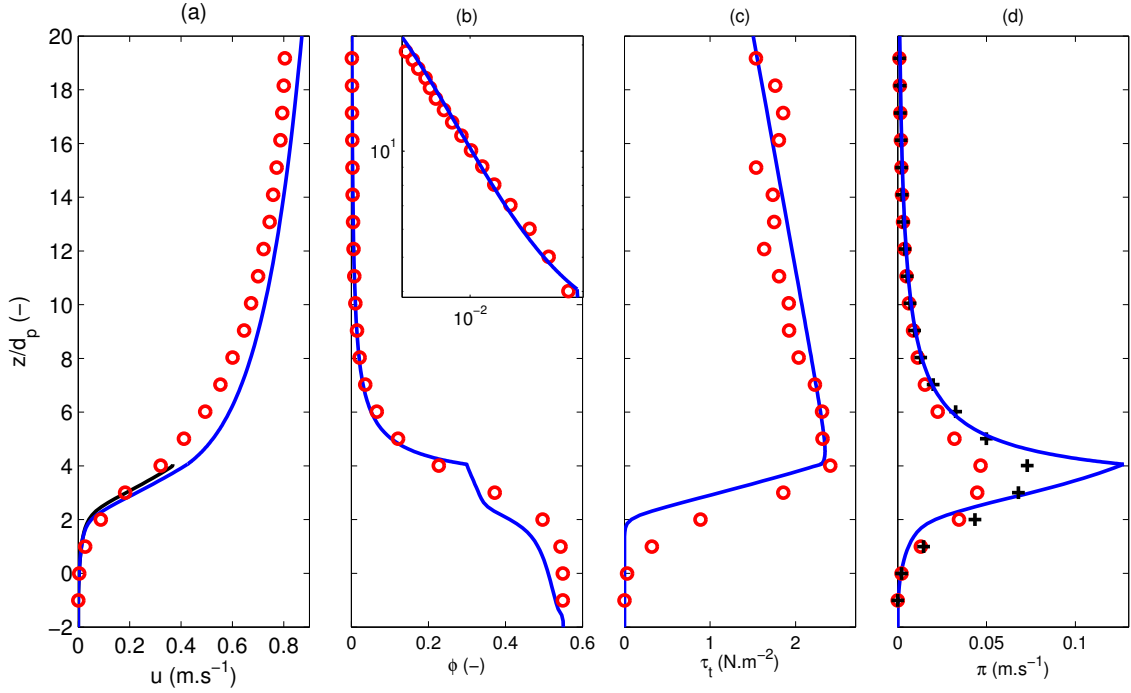 (a) (b) (c) (d)
20
18
16
14
12
10
8
6
4
2
0
−2
z/d_p (−)
10^1
10^−2
0 0.2 0.4 0.6 0.8
0 0.2 0.4 0.6
0 1 2
0 0.05 0.1
u (m.s^−1)
ϕ (−)
τ_t (N.m^−2)
π (m.s^−1)